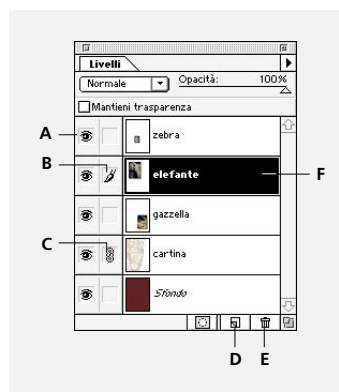 Livelli
Normale Opacità: 100%
Mantieni trasparenza
A zebra
B elefante F
gazzella
C cartina
Sfondo
D E